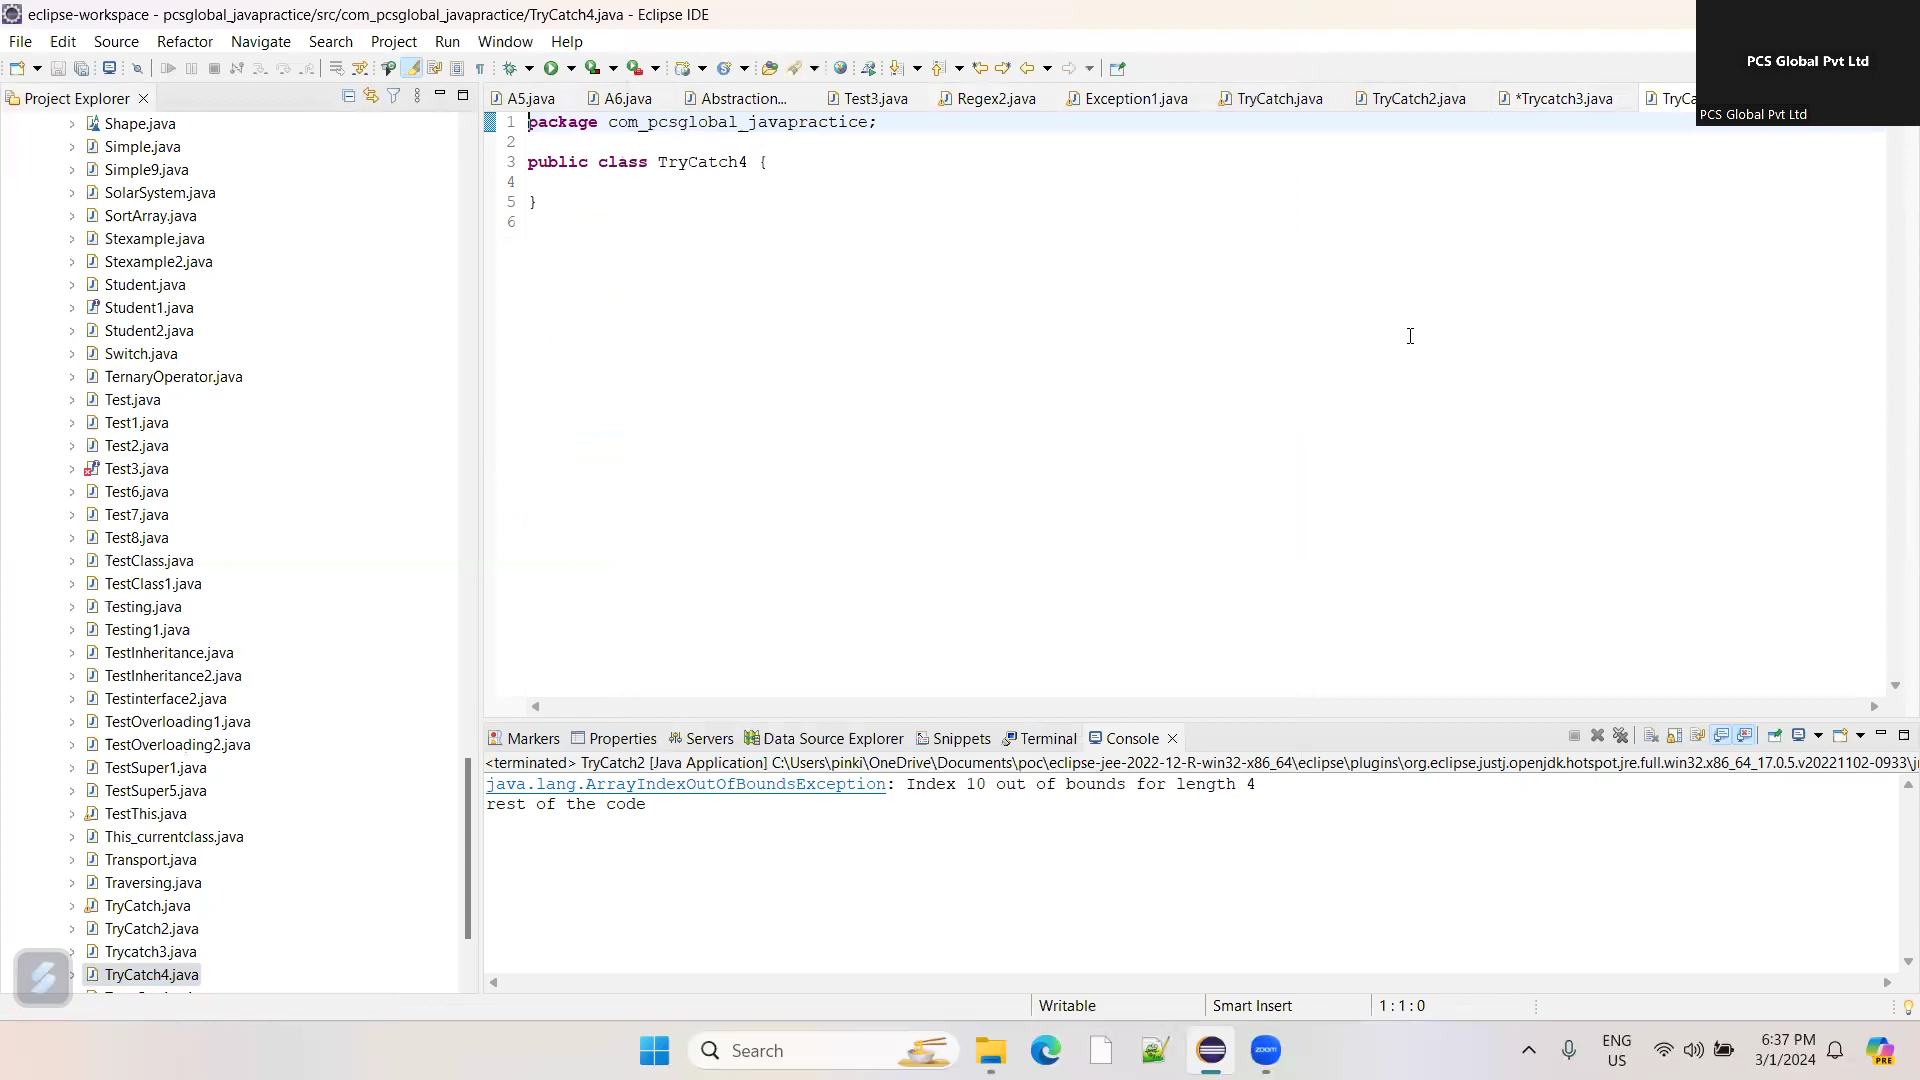 eclipse-workspace - pcsglobal_javapractice/src/com_pcsglobal_javapractice/TryCatch4.java - Eclipse IDE
PCS Global Pvt Ltd
PCS Global Pvt Ltd
File Edit Source Refactor Navigate Search Project Run Window Help
Project Explorer
A5.java A6.java Abstraction... Test3.java Regex2.java Exception1.java TryCatch.java TryCatch2.java *Trycatch3.java TryCa
Shape.java
Simple.java
Simple9.java
SolarSystem.java
SortArray.java
Stexample.java
Stexample2.java
Student.java
Student1.java
Student2.java
Switch.java
TernaryOperator.java
Test.java
Test1.java
Test2.java
Test3.java
Test6.java
Test7.java
Test8.java
TestClass.java
TestClass1.java
Testing.java
Testing1.java
TestInheritance.java
TestInheritance2.java
Testinterface2.java
TestOverloading1.java
TestOverloading2.java
TestSuper1.java
TestSuper5.java
TestThis.java
This_currentclass.java
Transport.java
Traversing.java
TryCatch.java
TryCatch2.java
Trycatch3.java
TryCatch4.java
1 package com_pcsglobal_javapractice;
2
3 public class TryCatch4 {
4
5 }
6
Markers Properties Servers Data Source Explorer Snippets Terminal Console
<terminated> TryCatch2 [Java Application] C:\Users\pinki\OneDrive\Documents\poc\eclipse-jee-2022-12-R-win32-x86_64\eclipse\plugins\org.eclipse.justj.openjdk.hotspot.jre.full.win32.x86_64_17.0.5.v20221102-0933\jr
java.lang.ArrayIndexOutOfBoundsException: Index 10 out of bounds for length 4
rest of the code
Writable Smart Insert 1 : 1 : 0
Search
zoom
ENG
US
6:37 PM
3/1/2024
PRE